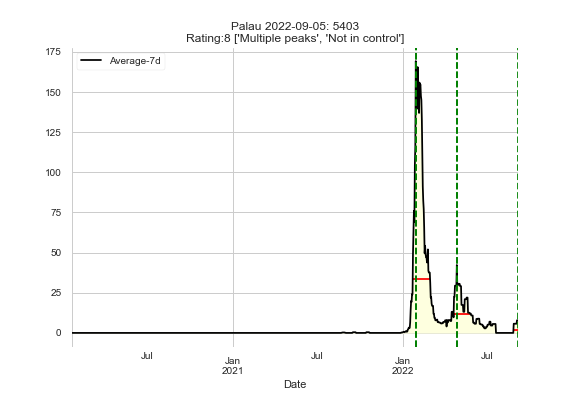 Palau 2022-09-05: 5403
Rating:8 ['Multiple peaks', 'Not in control']
Average-7d
175
150
125
100
75
50
25
0
Jul
Jan
2021
Jul
Jan
2022
Jul
Date